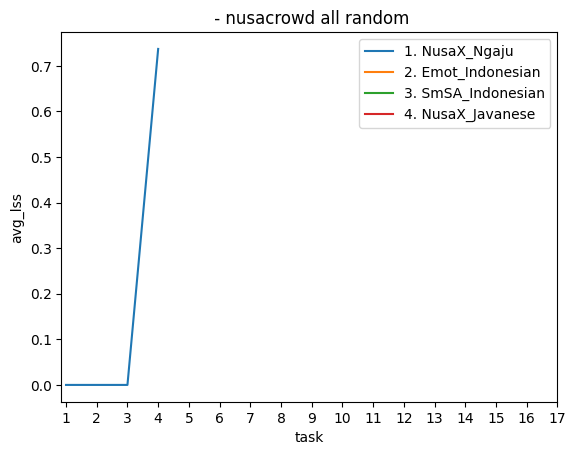 - nusacrowd all random
1. NusaX_Ngaju
2. Emot_Indonesian
3. SmSA_Indonesian
4. NusaX_Javanese
avg_lss
0.7
0.6
0.5
0.4
0.3
0.2
0.1
0.0
1 2 3 4 5 6 7 8 9 10 11 12 13 14 15 16 17
task